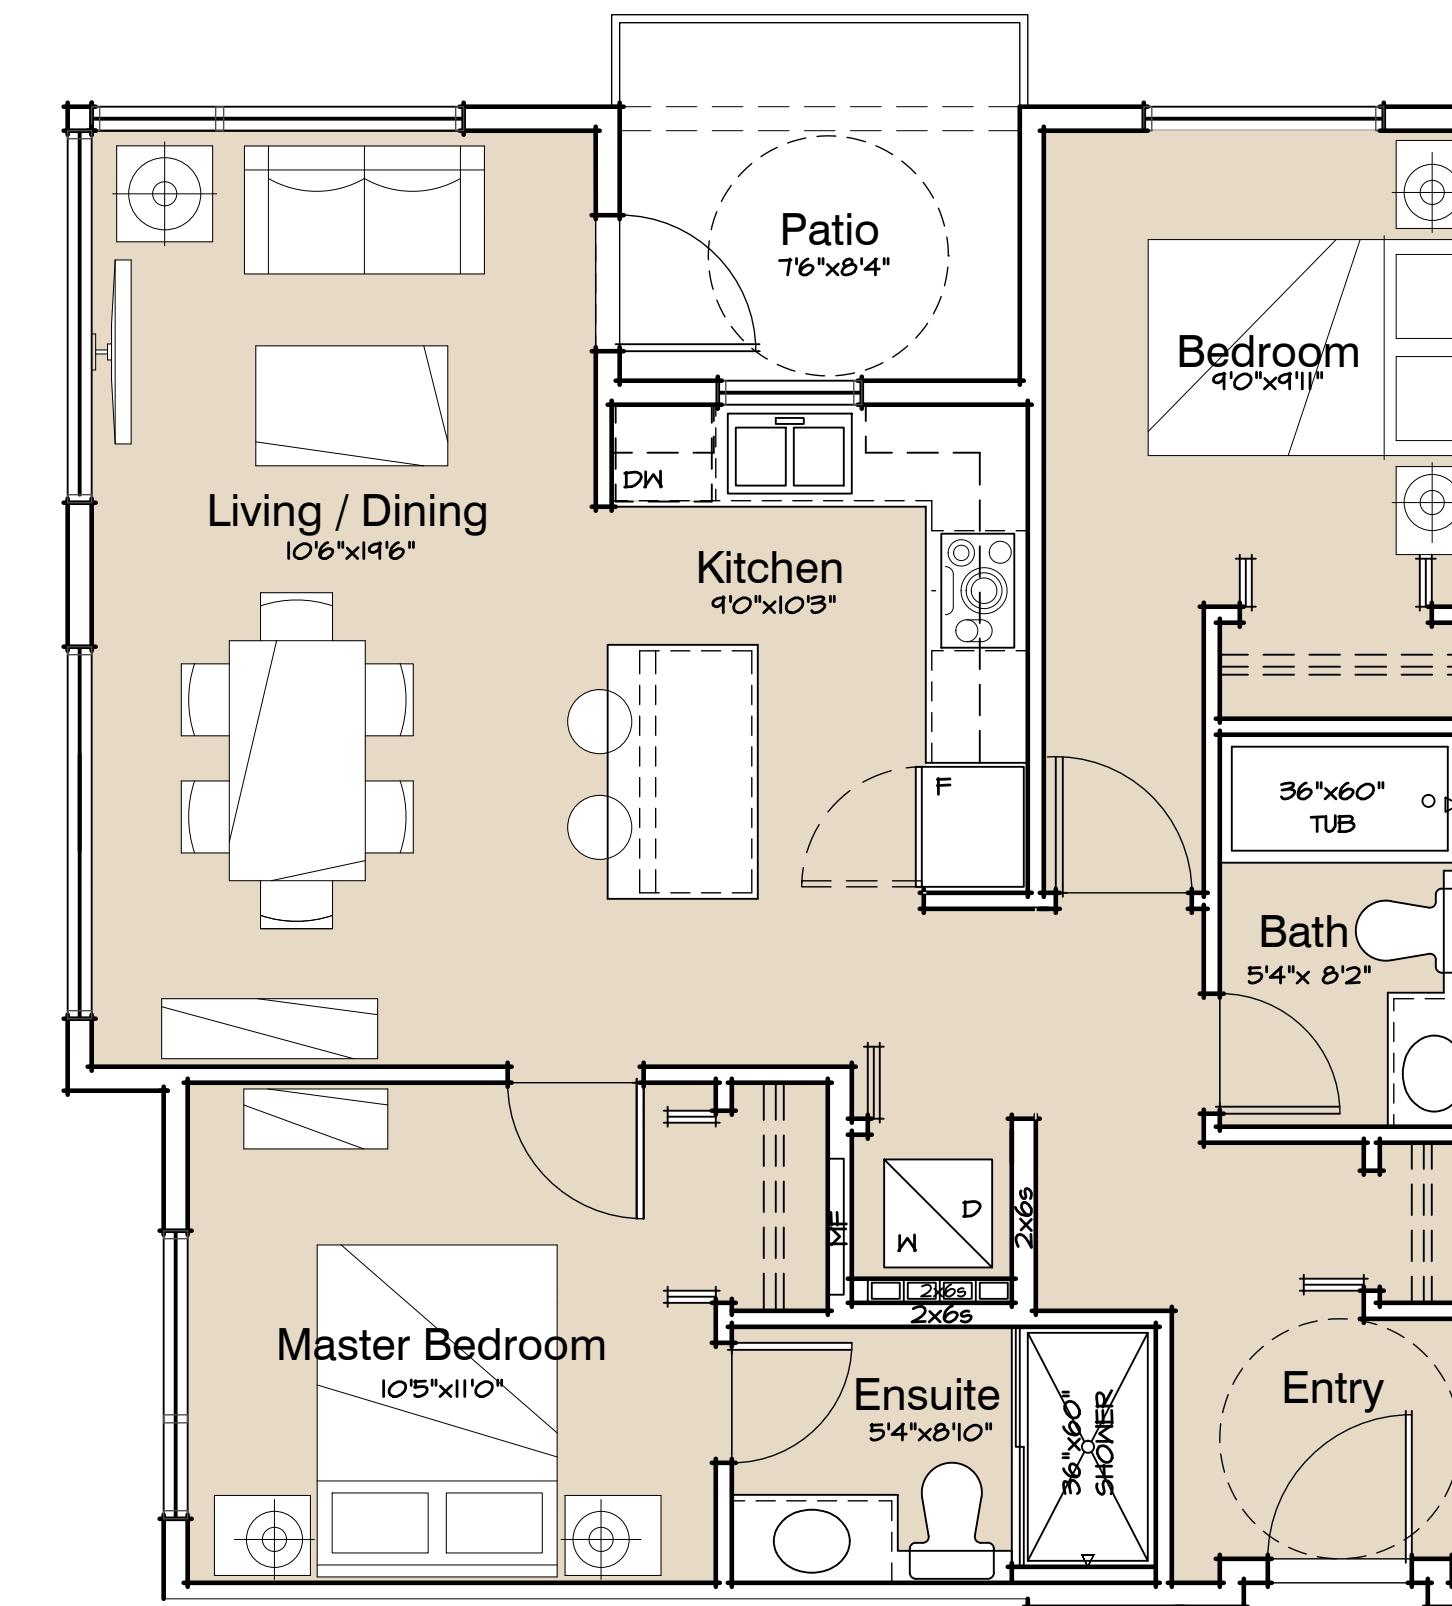 Patio
7'6"x8'4"
Bedroom
9'0"x9'11"
DW
Living / Dining
10'6"x19'6"
Kitchen
9'0"x10'3"
F
36"x60"
TUB
Bath
5'4"x 8'2"
MF
W
D
2x6s
2x6s
2x6s
Master Bedroom
10'5"x11'0"
Ensuite
5'4"x8'10"
36"x60"
SHOWER
Entry